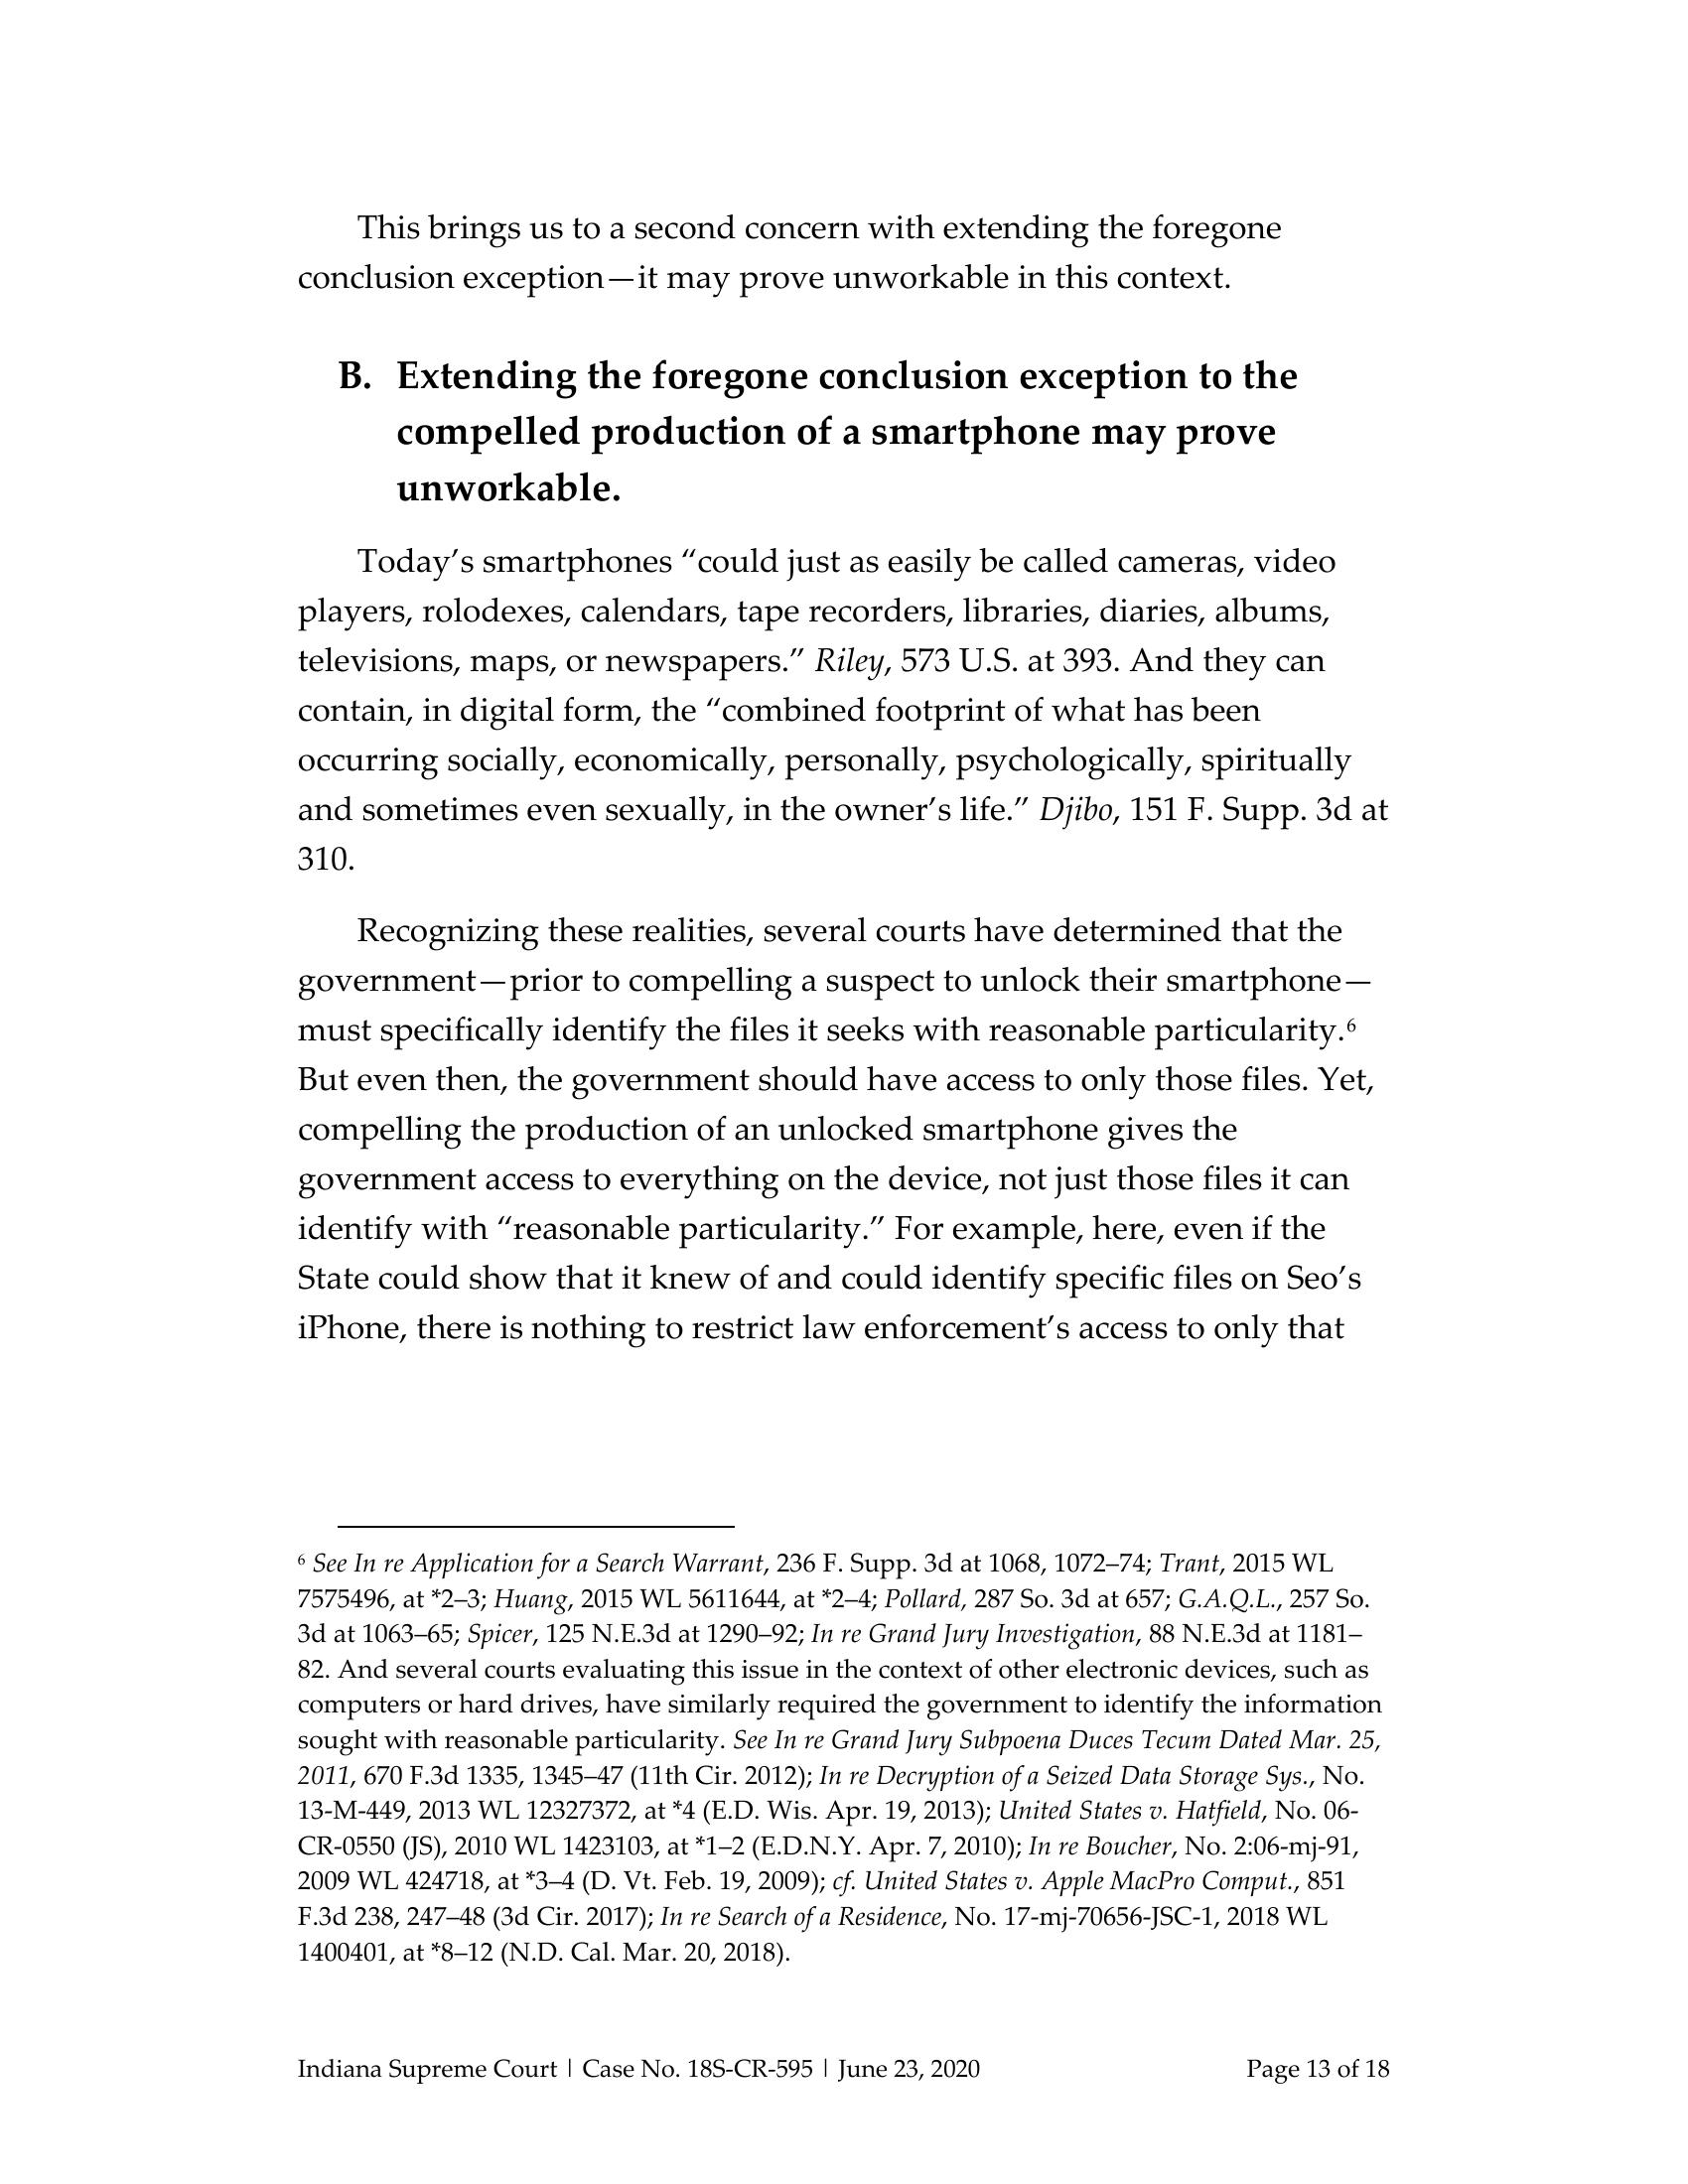 This brings us to a second concern with extending the foregone
conclusion exception—it may prove unworkable in this context.
B. Extending the foregone conclusion exception to the
compelled production of a smartphone may prove
unworkable.
Today’s smartphones “could just as easily be called cameras, video
players, rolodexes, calendars, tape recorders, libraries, diaries, albums,
televisions, maps, or newspapers.” Riley, 573 U.S. at 393. And they can
contain, in digital form, the “combined footprint of what has been
occurring socially, economically, personally, psychologically, spiritually
and sometimes even sexually, in the owner’s life.” Djibo, 151 F. Supp. 3d at
310.
Recognizing these realities, several courts have determined that the
government—prior to compelling a suspect to unlock their smartphone—
must specifically identify the files it seeks with reasonable particularity.6
But even then, the government should have access to only those files. Yet,
compelling the production of an unlocked smartphone gives the
government access to everything on the device, not just those files it can
identify with “reasonable particularity.” For example, here, even if the
State could show that it knew of and could identify specific files on Seo’s
iPhone, there is nothing to restrict law enforcement’s access to only that
6 See In re Application for a Search Warrant, 236 F. Supp. 3d at 1068, 1072–74; Trant, 2015 WL
7575496, at *2–3; Huang, 2015 WL 5611644, at *2–4; Pollard, 287 So. 3d at 657; G.A.Q.L., 257 So.
3d at 1063–65; Spicer, 125 N.E.3d at 1290–92; In re Grand Jury Investigation, 88 N.E.3d at 1181–
82. And several courts evaluating this issue in the context of other electronic devices, such as
computers or hard drives, have similarly required the government to identify the information
sought with reasonable particularity. See In re Grand Jury Subpoena Duces Tecum Dated Mar. 25,
2011, 670 F.3d 1335, 1345–47 (11th Cir. 2012); In re Decryption of a Seized Data Storage Sys., No.
13-M-449, 2013 WL 12327372, at *4 (E.D. Wis. Apr. 19, 2013); United States v. Hatfield, No. 06-
CR-0550 (JS), 2010 WL 1423103, at *1–2 (E.D.N.Y. Apr. 7, 2010); In re Boucher, No. 2:06-mj-91,
2009 WL 424718, at *3–4 (D. Vt. Feb. 19, 2009); cf. United States v. Apple MacPro Comput., 851
F.3d 238, 247–48 (3d Cir. 2017); In re Search of a Residence, No. 17-mj-70656-JSC-1, 2018 WL
1400401, at *8–12 (N.D. Cal. Mar. 20, 2018).
Indiana Supreme Court | Case No. 18S-CR-595 | June 23, 2020 Page 13 of 18